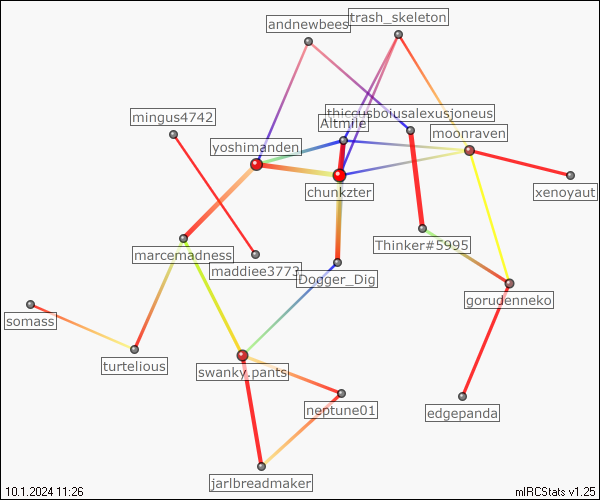 trash_skeleton
andnewbees
thiccusboiusalexusjoneus
mingus4742
Altmile
moonraven
yoshimanden
chunkzter
xenoyaut
Thinker#5995
marcemadness
maddiee3773
Dogger_Dig
gorudenneko
somass
turtelious
swanky.pants
neptune01
edgepanda
jarlbreadmaker
10.1.2024 11:26
mIRCStats v1.25